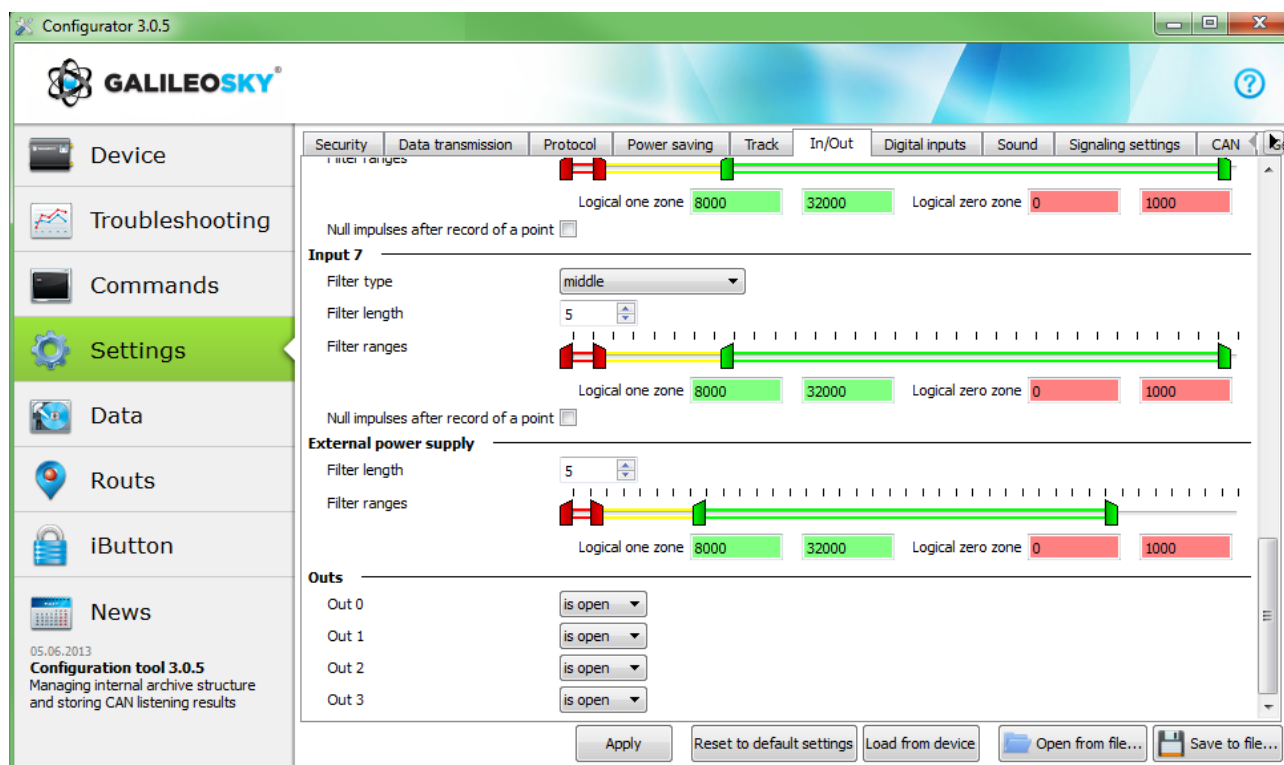 Configurator 3.0.5
GALILEOSKY®
Device
Troubleshooting
Commands
Settings
Data
Routs
iButton
News
05.06.2013
Configuration tool 3.0.5
Managing internal archive structure
and storing CAN listening results
Security Data transmission Protocol Power saving Track In/Out Digital inputs Sound Signaling settings CAN
Filter ranges
Logical one zone 8000 32000 Logical zero zone 0 1000
Null impulses after record of a point
Input 7
Filter type middle
Filter length 5
Filter ranges
Logical one zone 8000 32000 Logical zero zone 0 1000
Null impulses after record of a point
External power supply
Filter length 5
Filter ranges
Logical one zone 8000 32000 Logical zero zone 0 1000
Outs
Out 0 is open
Out 1 is open
Out 2 is open
Out 3 is open
Apply Reset to default settings Load from device Open from file... Save to file...